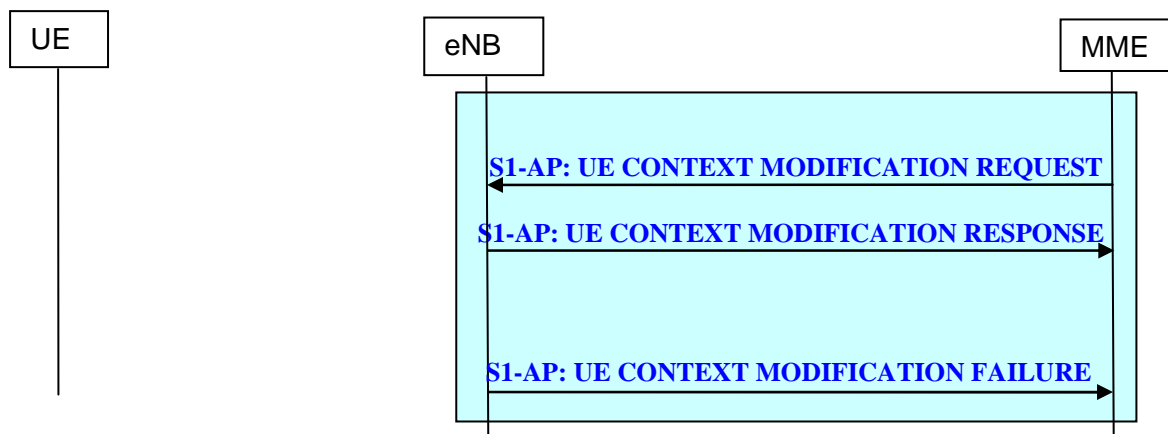 UE
eNB
MME
S1-AP: UE CONTEXT MODIFICATION REQUEST
S1-AP: UE CONTEXT MODIFICATION RESPONSE
S1-AP: UE CONTEXT MODIFICATION FAILURE